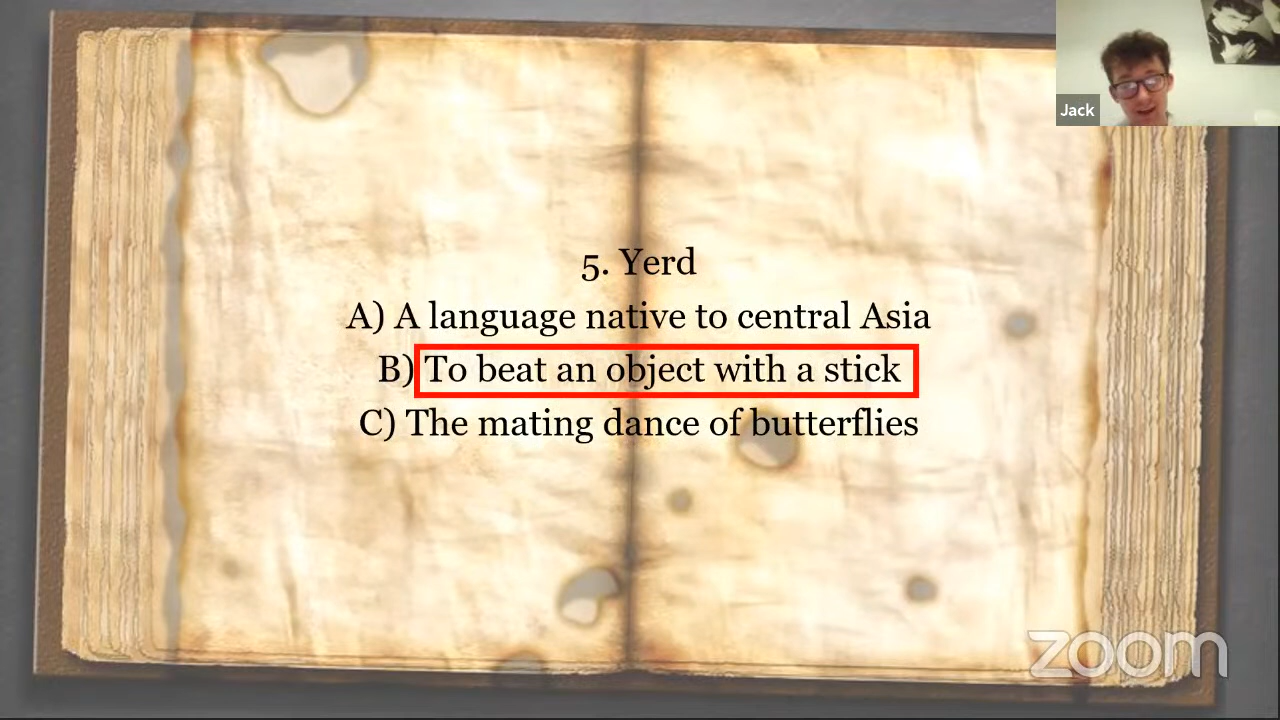 Jack
5. Yerd
A) A language native to central Asia
B) To beat an object with a stick
C) The mating dance of butterflies
zoom